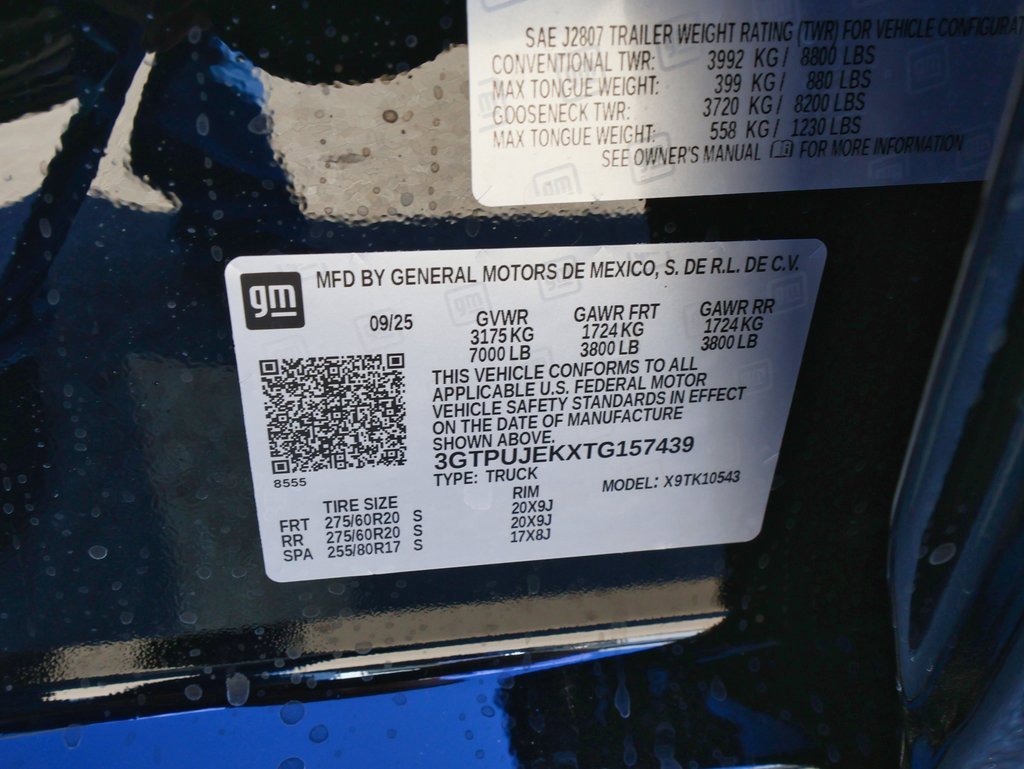 SAE J2807 TRAILER WEIGHT RATING (TWR) FOR VEHICLE
CONVENTIONAL TWR: 3992 KG / 8800 LBS
MAX TONGUE WEIGHT: 399 KG / 880 LBS
GOOSENECK TWR: 3720 KG / 8200 LBS
MAX TONGUE WEIGHT: 558 KG / 1230 LBS
SEE OWNER'S MANUAL FOR MORE INFORMATION
gm
MFD BY GENERAL MOTORS DE MEXICO, S. DE R.L. DE C.V.
09/25 GVWR GAWR FRT GAWR RR
3175 KG 1724 KG 1724 KG
7000 LB 3800 LB 3800 LB
THIS VEHICLE CONFORMS TO ALL
APPLICABLE U.S. FEDERAL MOTOR
VEHICLE SAFETY STANDARDS IN EFFECT
ON THE DATE OF MANUFACTURE
SHOWN ABOVE.
3GTPUJEKXTG157439
8555
TYPE: TRUCK MODEL: X9TK10543
TIRE SIZE RIM
FRT 275/60R20 S 20X9J
RR 275/60R20 S 20X9J
SPA 255/80R17 S 17X8J